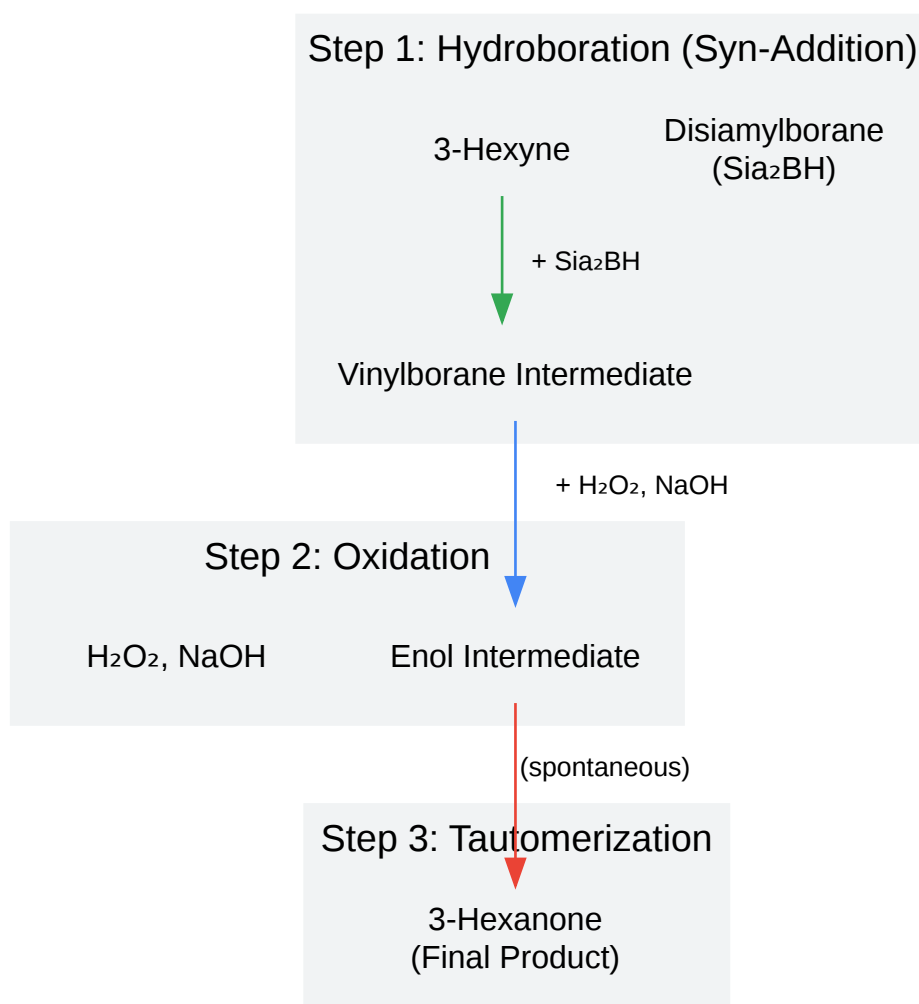 Step 1: Hydroboration (Syn-Addition)
3-Hexyne
Disiamylborane
(Sia₂BH)
+ Sia₂BH
Vinylborane Intermediate
+ H₂O₂, NaOH
Step 2: Oxidation
H₂O₂, NaOH
Enol Intermediate
(spontaneous)
Step 3: Tautomerization
3-Hexanone
(Final Product)